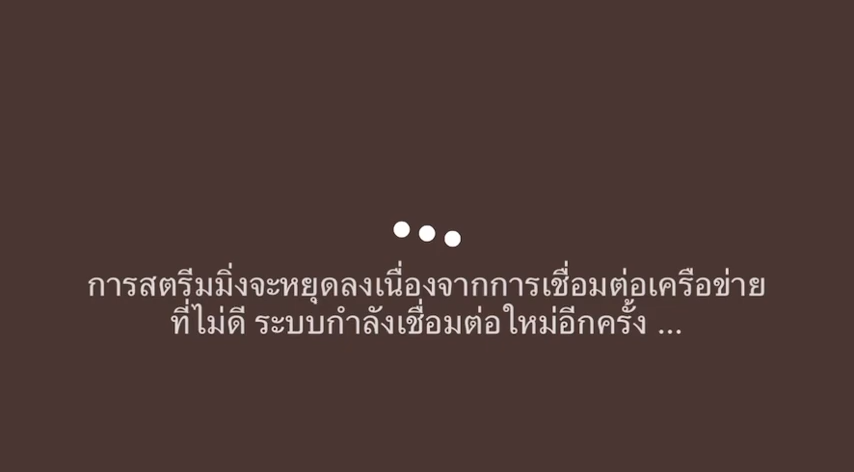 การสตรีมมิ่งจะหยุดลงเนื่องจากการเชื่อมต่อเครือข่าย
ที่ไม่ดี ระบบกำลังเชื่อมต่อใหม่อีกครั้ง ...